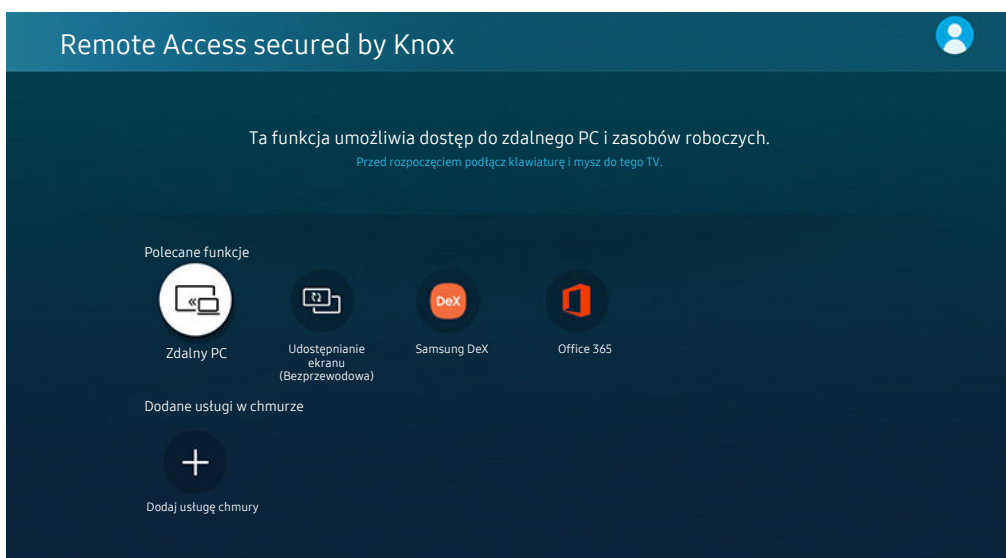 Remote Access secured by Knox
Ta funkcja umożliwia dostęp do zdalnego PC i zasobów roboczych.
Przed rozpoczęciem podłącz klawiaturę i mysz do tego TV.
Polecane funkcje
DeX
Zdalny PC
Udostępnianie
ekranu
(Bezprzewodowa)
Samsung DeX
Office 365
Dodane usługi w chmurze
Dodaj usługę chmury